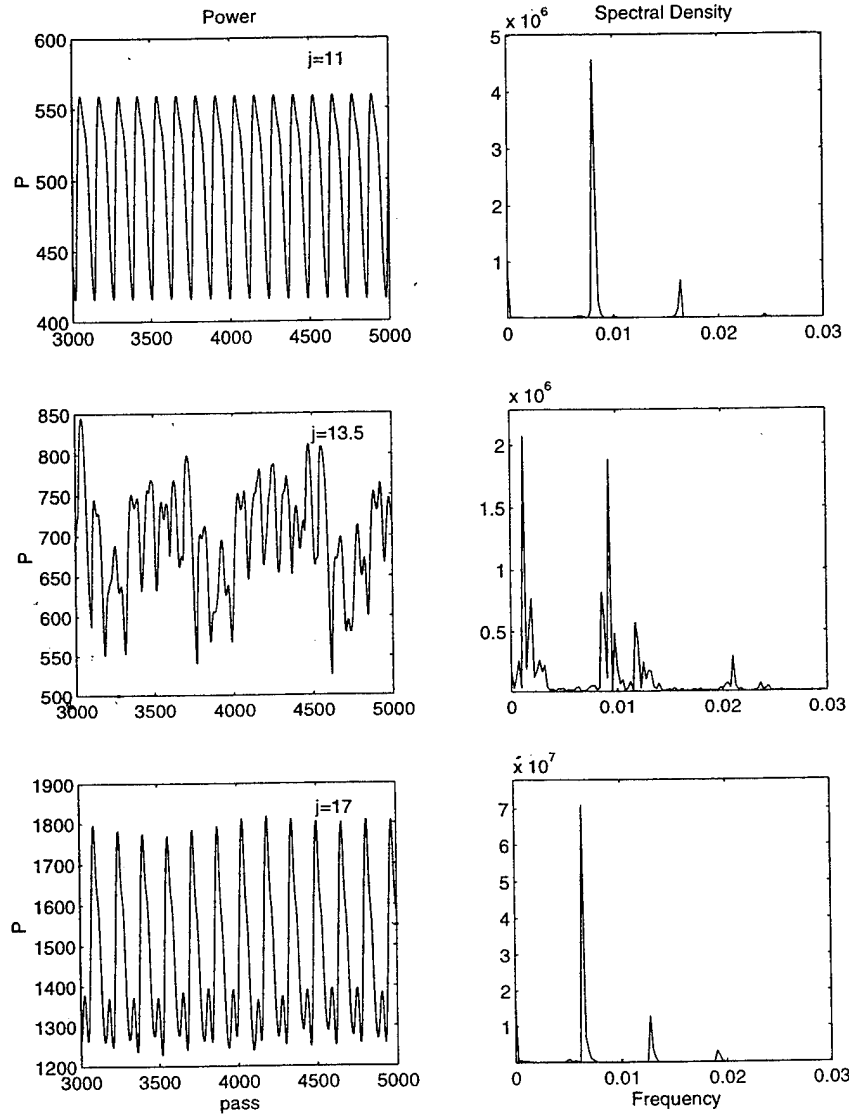 Power
Spectral Density
600
550
500
450
400
P
j=11
3000 3500 4000 4500 5000
x 10^6
5
4
3
2
1
0 0.01 0.02 0.03
850
800
750
700
650
600
550
500
P
j=13.5
3000 3500 4000 4500 5000
x 10^6
2
1.5
1
0.5
0 0.01 0.02 0.03
1900
1800
1700
1600
1500
1400
1300
1200
P
j=17
3000 3500 4000 4500 5000
pass
x 10^7
7
6
5
4
3
2
1
0 0.01 0.02 0.03
Frequency